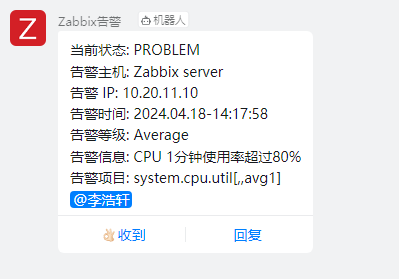 Z
Zabbix告警 机器人
当前状态: PROBLEM
告警主机: Zabbix server
告警 IP: 10.20.11.10
告警时间: 2024.04.18-14:17:58
告警等级: Average
告警信息: CPU 1分钟使用率超过80%
告警项目: system.cpu.util[,,avg1]
@李浩轩
👌🏻收到 回复